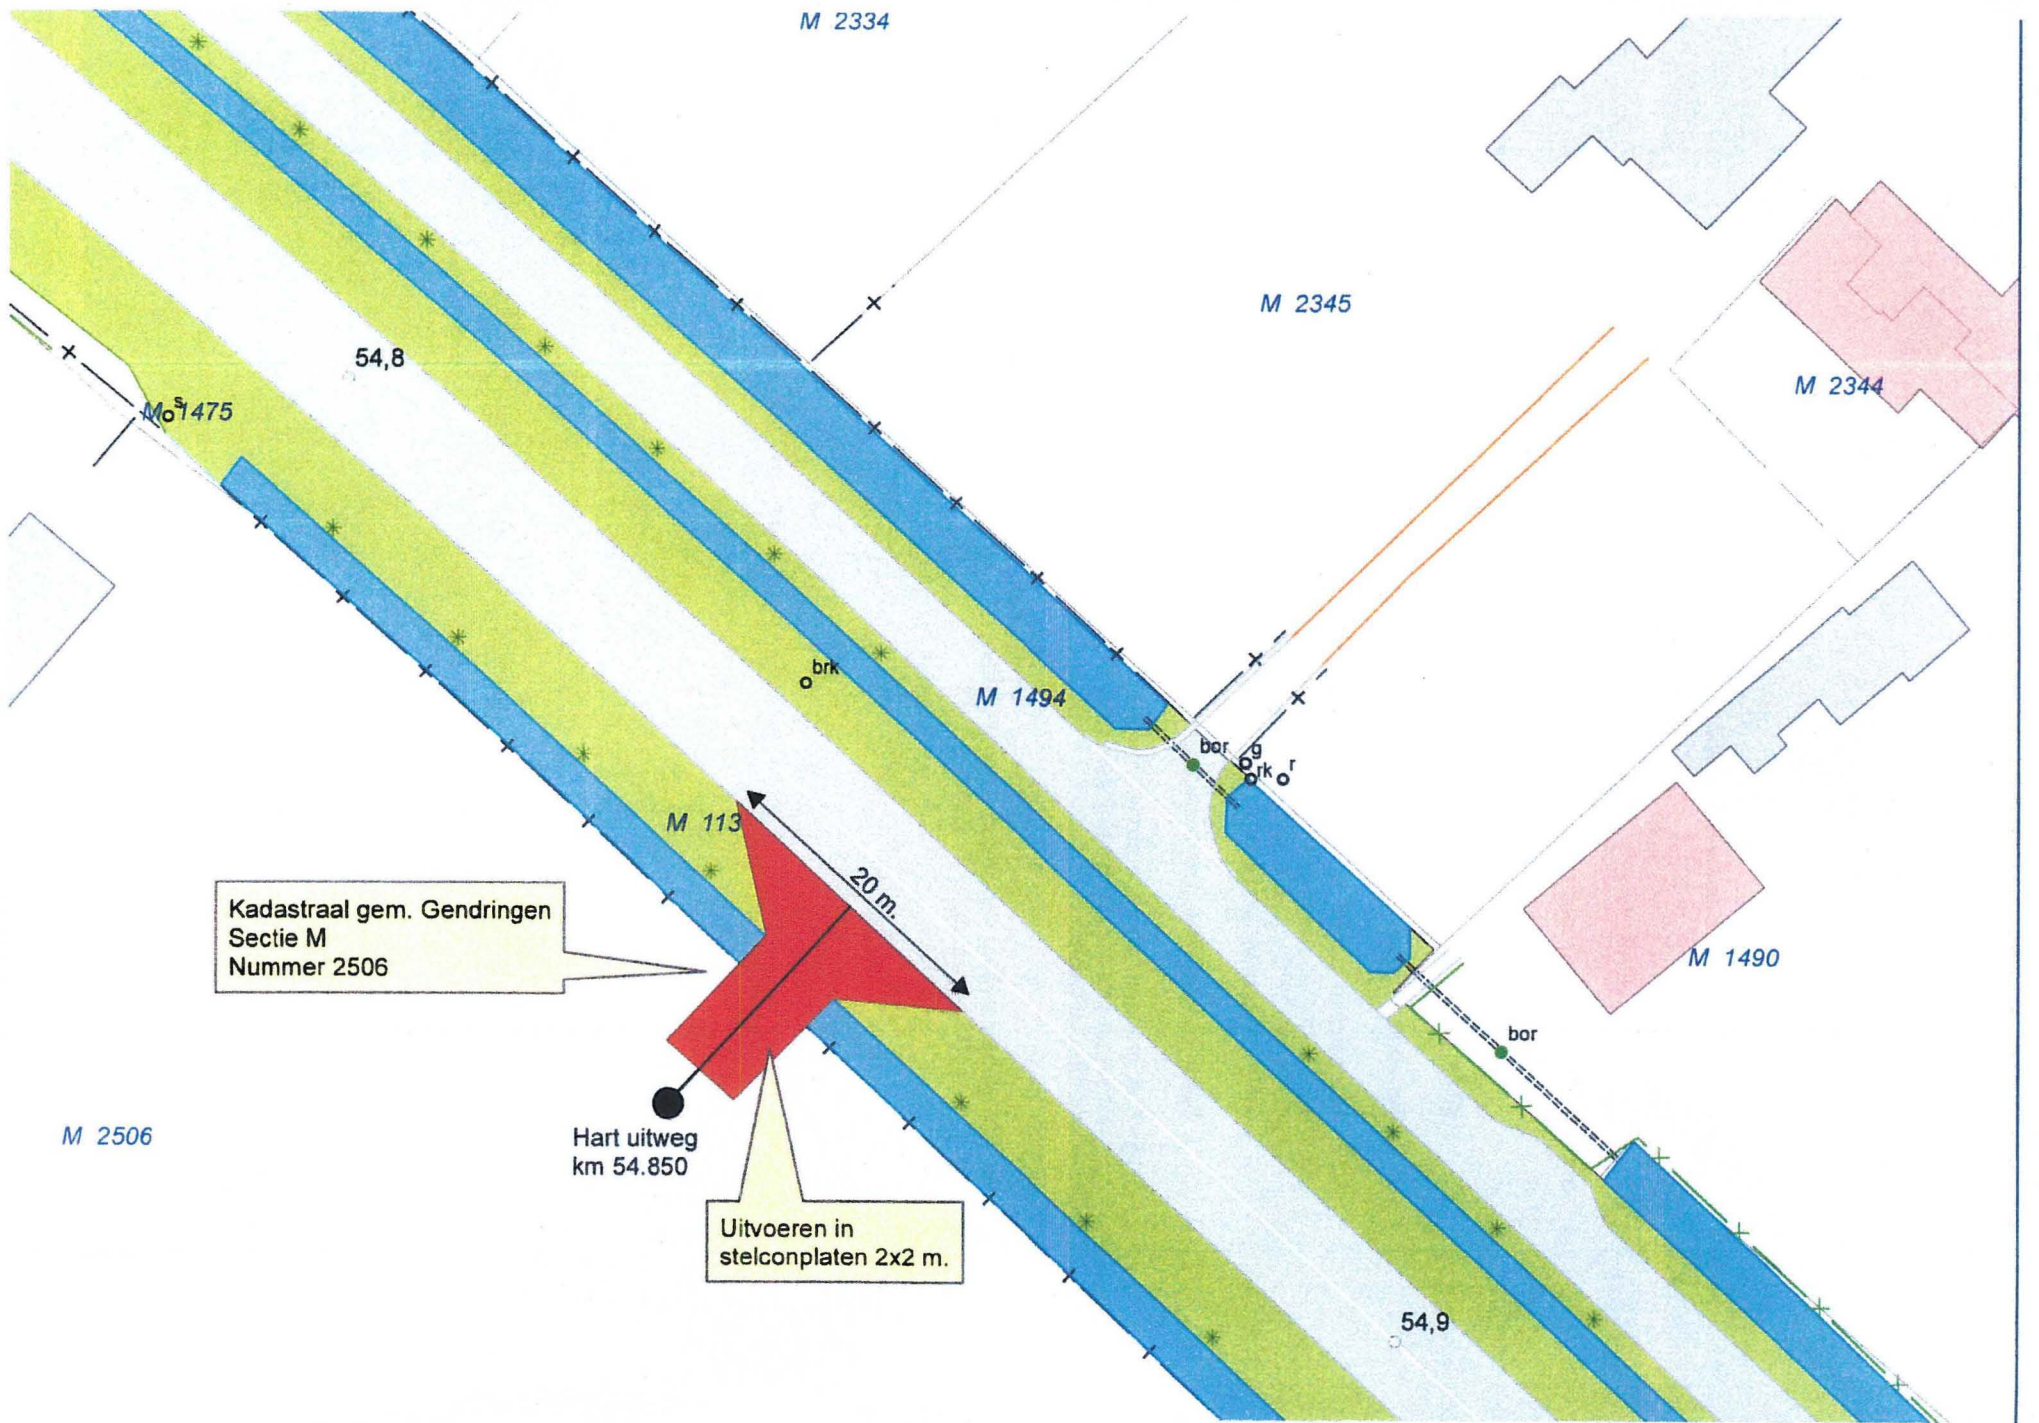 M 2334
M 2345
M 2344
54,8
s
M 1475
brk
M 1494
bor
g
rk
r
M 113
20 m.
Kadastraal gem. Gendringen
Sectie M
Nummer 2506
M 1490
bor
M 2506
Hart uitweg
km 54.850
Uitvoeren in
stelconplaten 2x2 m.
54,9